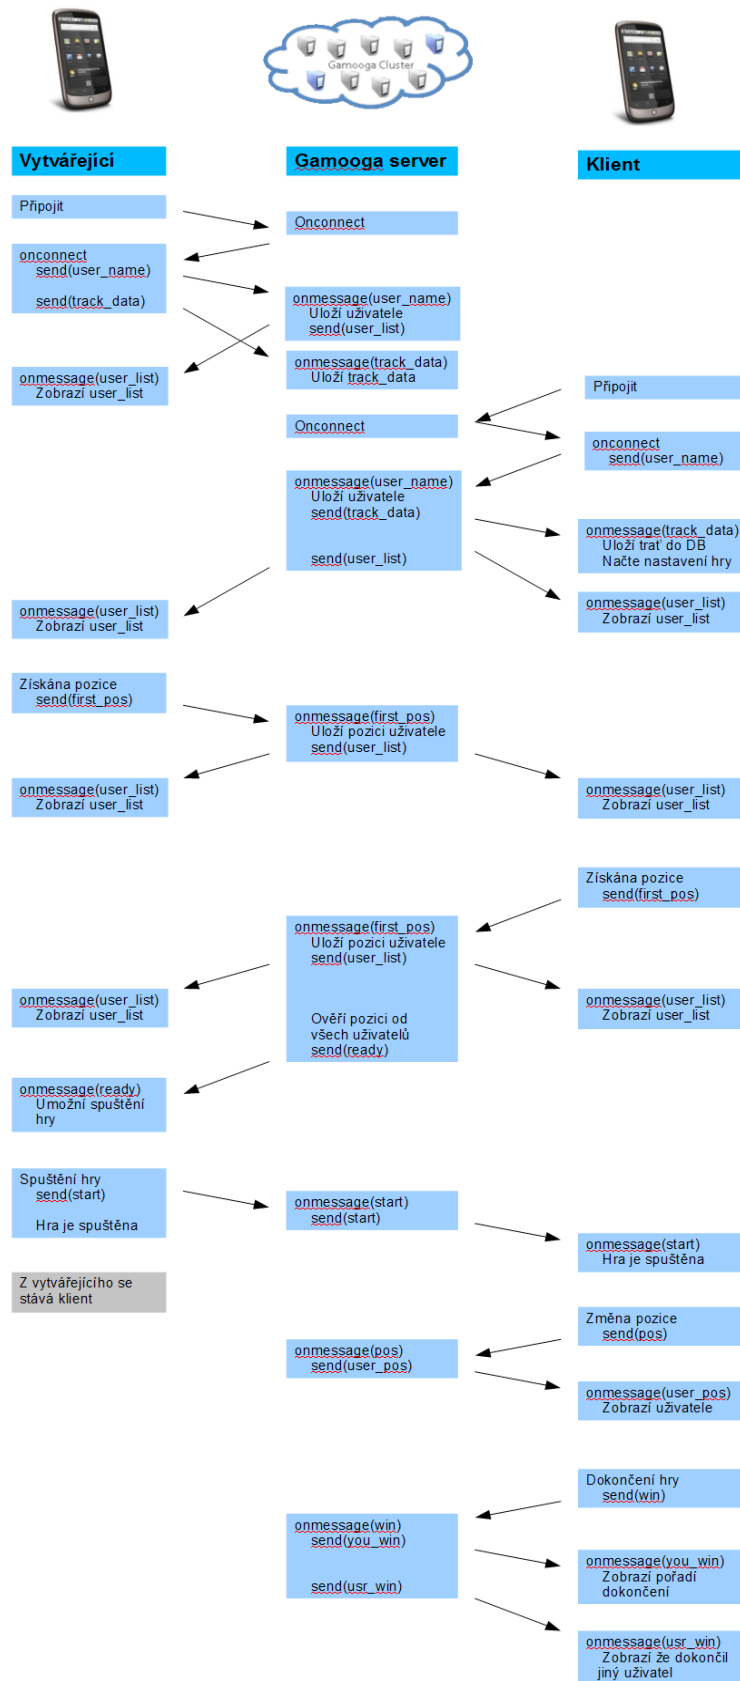 Gamooga Cluster
Vytvářející
Gamooga server
Klient
Připojit
Onconnect
onconnect
send(user_name)
send(track_data)
onmessage(user_name)
Uloží uživatele
send(user_list)
onmessage(track_data)
Uloží track_data
onmessage(user_list)
Zobrazí user_list
Připojit
Onconnect
onconnect
send(user_name)
onmessage(user_name)
Uloží uživatele
send(track_data)
send(user_list)
onmessage(track_data)
Uloží trať do DB
Načte nastavení hry
onmessage(user_list)
Zobrazí user_list
onmessage(user_list)
Zobrazí user_list
Získána pozice
send(first_pos)
onmessage(first_pos)
Uloží pozici uživatele
send(user_list)
onmessage(user_list)
Zobrazí user_list
onmessage(user_list)
Zobrazí user_list
Získána pozice
send(first_pos)
onmessage(first_pos)
Uloží pozici uživatele
send(user_list)
Ověří pozici od
všech uživatelů
send(ready)
onmessage(user_list)
Zobrazí user_list
onmessage(user_list)
Zobrazí user_list
onmessage(ready)
Umožní spuštění
hry
Spuštění hry
send(start)
Hra je spuštěna
onmessage(start)
send(start)
onmessage(start)
Hra je spuštěna
Z vytvářejícího se
stává klient
Změna pozice
send(pos)
onmessage(pos)
send(user_pos)
onmessage(user_pos)
Zobrazí uživatele
Dokončení hry
send(win)
onmessage(win)
send(you_win)
send(usr_win)
onmessage(you_win)
Zobrazí pořadí
dokončení
onmessage(usr_win)
Zobrazí že dokončil
jiný uživatel